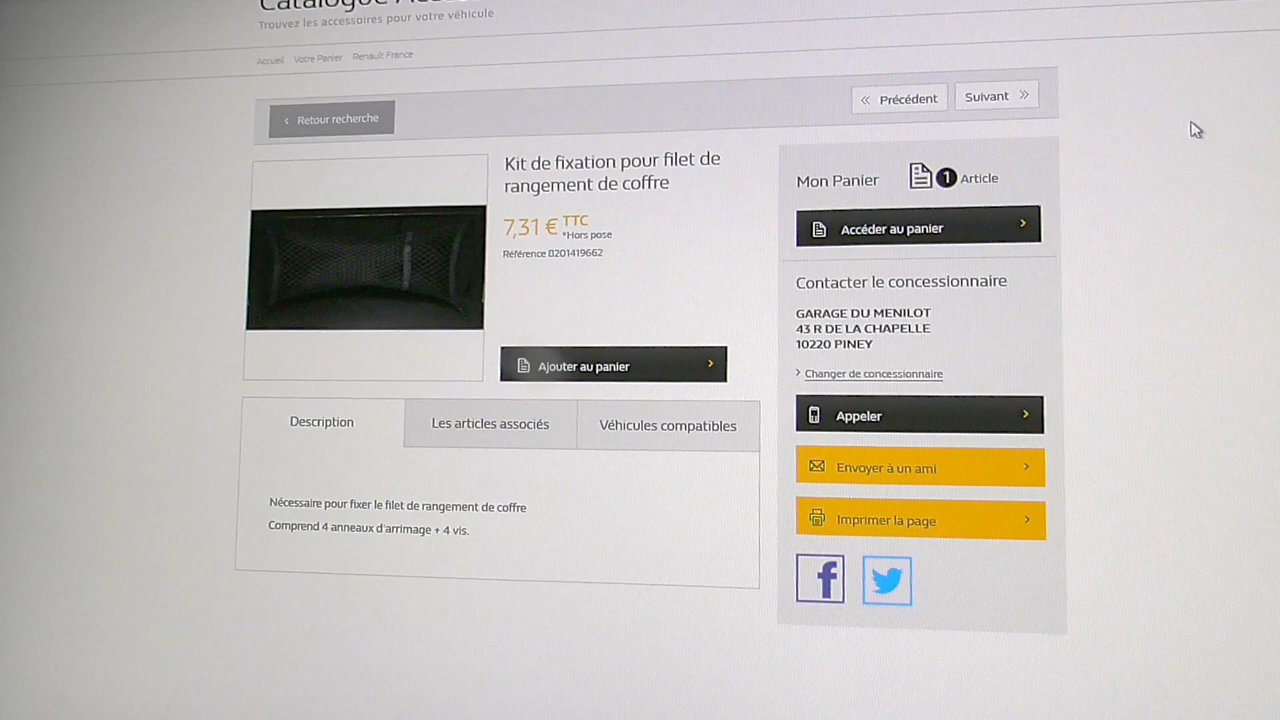 Catalogue
Trouvez les accessoires pour votre véhicule
Accueil Votre Panier Renault France
Retour recherche
Précédent
Suivant
Kit de fixation pour filet de
rangement de coffre
7,31 € TTC
*Hors pose
Référence 8201419662
Ajouter au panier
Mon Panier 1 Article
Accéder au panier
Contacter le concessionnaire
GARAGE DU MENILOT
43 R DE LA CHAPELLE
10220 PINEY
Changer de concessionnaire
Appeler
Envoyer à un ami
Imprimer la page
Description
Les articles associés
Véhicules compatibles
Nécessaire pour fixer le filet de rangement de coffre
Comprend 4 anneaux d'arrimage + 4 vis.